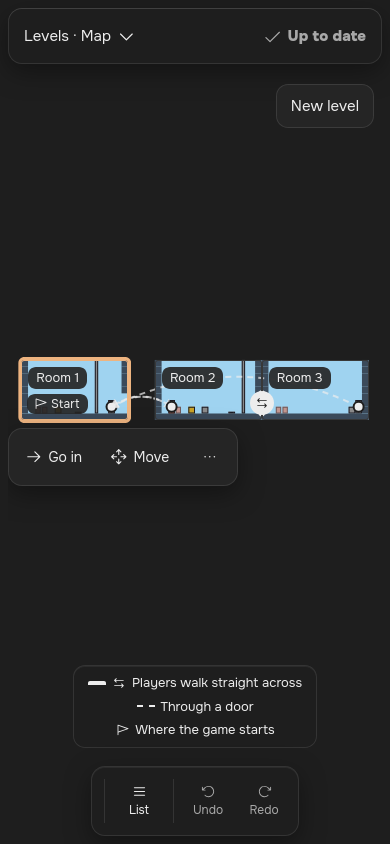 Levels · Map
Up to date
New level
Room 1
Room 2
Room 3
Start
Go in
Move
···
Players walk straight across
Through a door
Where the game starts
List
Undo
Redo